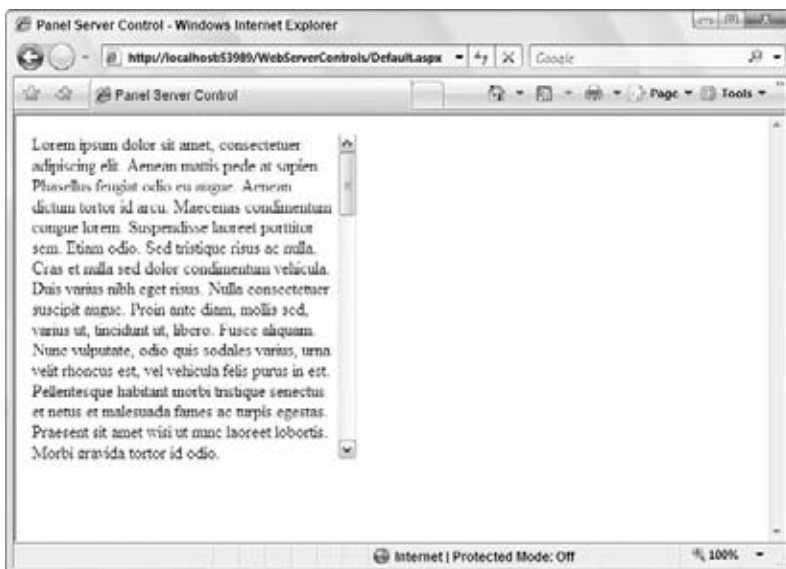 Panel Server Control - Windows Internet Explorer
http://localhost:53989/WebServerControls/Default.aspx
Google
Panel Server Control
Page
Tools
Lorem ipsum dolor sit amet, consectetuer
adipiscing elit. Aenean mattis pede at sapien.
Phasellus feugiat odio eu augue. Aenean
dictum tortor id arcu. Maecenas condimentum
congue lorem. Suspendisse laoreet porttitor
sem. Etiam odio. Sed tristique risus ac nulla.
Cras et nulla sed dolor condimentum vehicula.
Duis varius nibh eget risus. Nulla consectetuer
suscipit augue. Proin ante diam, mollis sed,
varius ut, tincidunt ut, libero. Fusce aliquam.
Nunc vulputate, odio quis sodales varius, urna
velit rhoncus est, vel vehicula felis purus in est.
Pellentesque habitant morbi tristique senectus
et netus et malesuada fames ac turpis egestas.
Praesent sit amet wisi ut nunc laoreet lobortis.
Morbi gravida tortor id odio.
Internet | Protected Mode: Off
100%